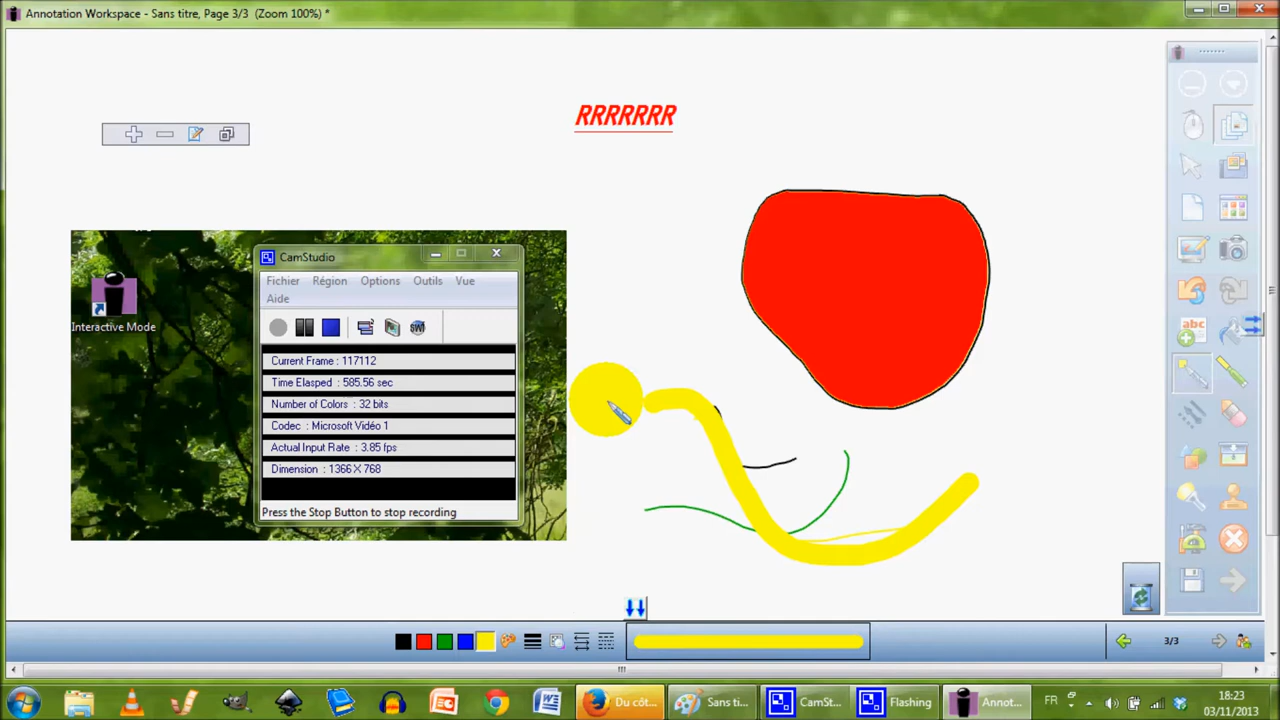 Annotation Workspace - Sans titre, Page 3/3 (Zoom 100%) *
RRRRRRR
Interactive Mode
CamStudio
Fichier Région Options Outils Vue
Aide
SWF
Current Frame : 117112
Time Elasped : 585.56 sec
Number of Colors : 32 bits
Codec : Microsoft Vidéo 1
Actual Input Rate : 3.85 fps
Dimension : 1366 X 768
Press the Stop Button to stop recording
abc
3/3
Du côt...
Sans ti...
CamSt...
Flashing
Annot...
FR
18:23
03/11/2013